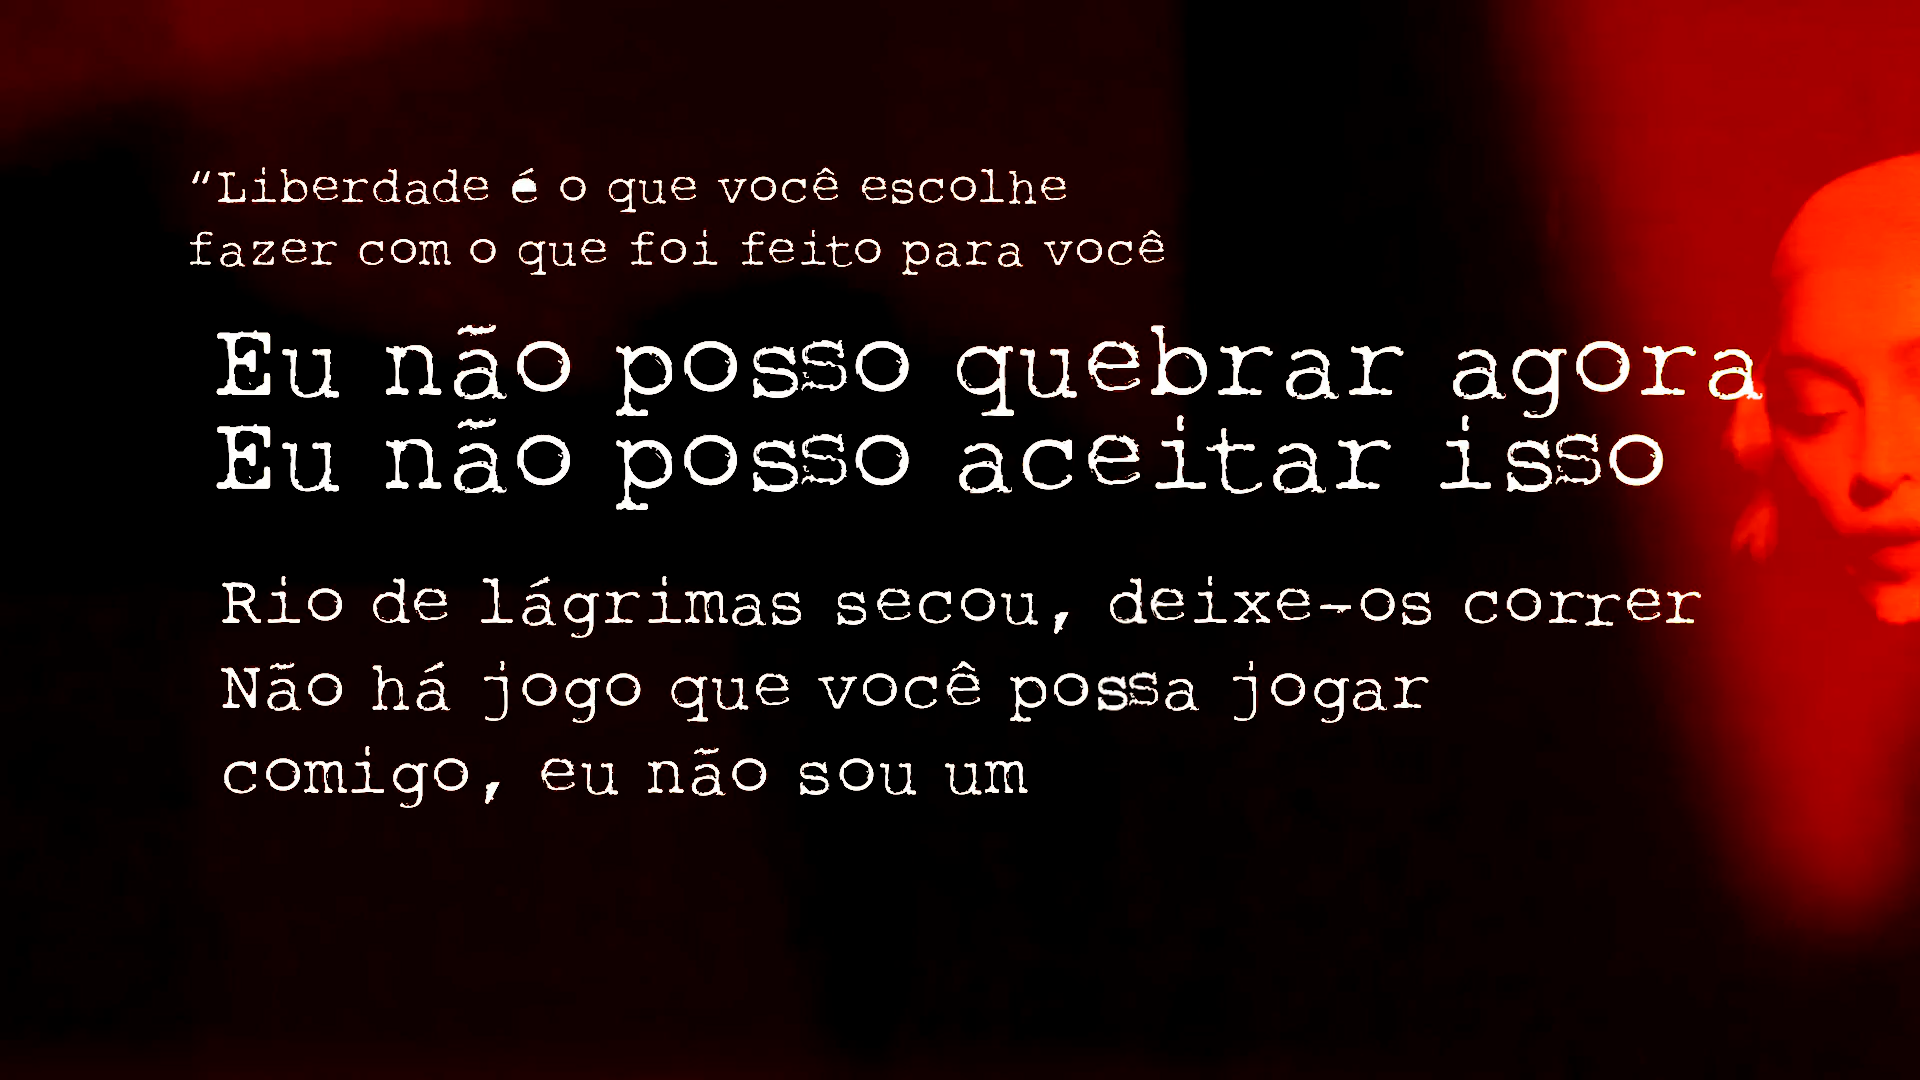 “Liberdade é o que você escolhe
fazer com o que foi feito para você
Eu não posso quebrar agora
Eu não posso aceitar isso
Rio de lágrimas secou, deixe-os correr
Não há jogo que você possa jogar
comigo, eu não sou um